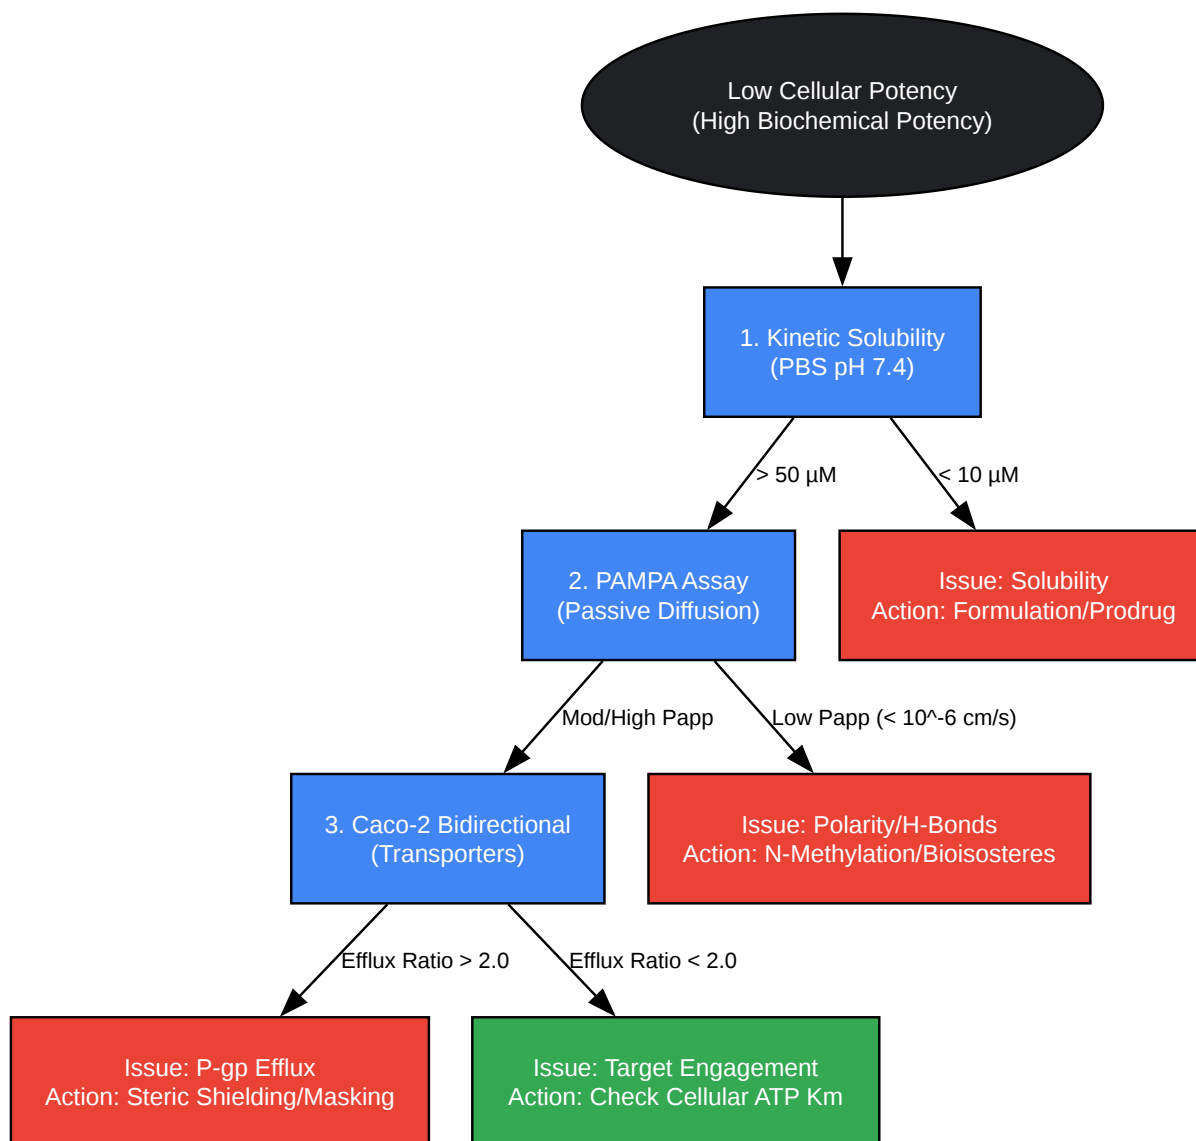 Low Cellular Potency
(High Biochemical Potency)
1. Kinetic Solubility
(PBS pH 7.4)
> 50 µM
< 10 µM
2. PAMPA Assay
(Passive Diffusion)
Issue: Solubility
Action: Formulation/Prodrug
Mod/High Papp
Low Papp (< 10^-6 cm/s)
3. Caco-2 Bidirectional
(Transporters)
Issue: Polarity/H-Bonds
Action: N-Methylation/Bioisosteres
Efflux Ratio > 2.0
Efflux Ratio < 2.0
Issue: P-gp Efflux
Action: Steric Shielding/Masking
Issue: Target Engagement
Action: Check Cellular ATP Km